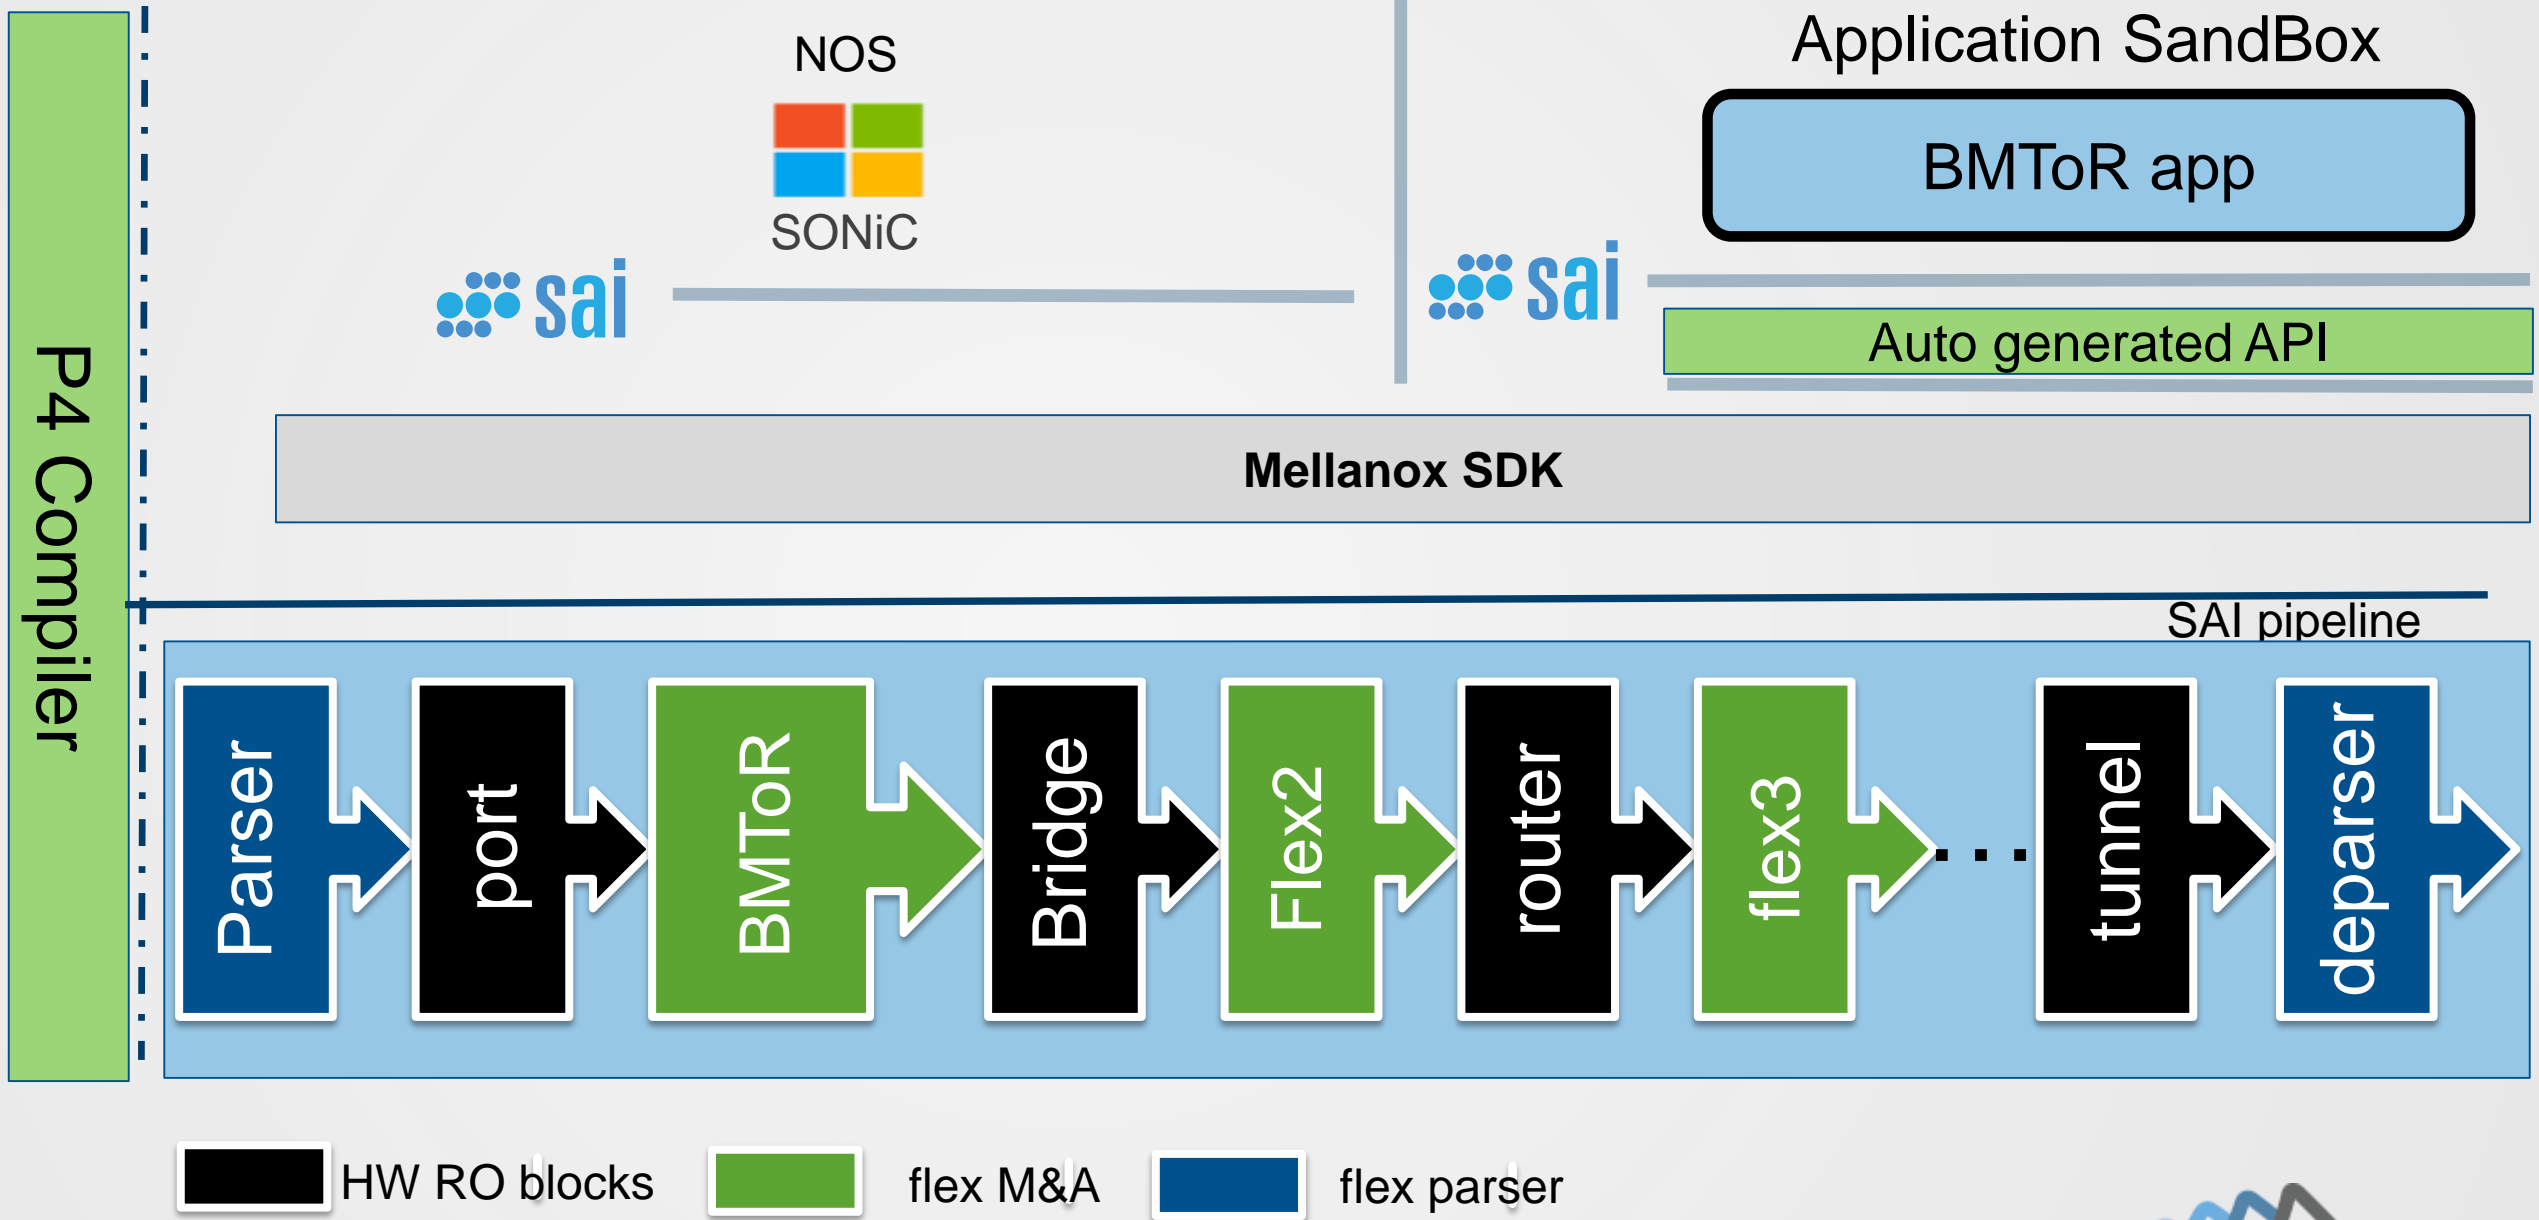 P4 Compiler
NOS
SONiC
sai
Application SandBox
BMToR app
sai
Auto generated API
Mellanox SDK
SAI pipeline
Parser
port
BMToR
Bridge
Flex2
router
flex3
...
tunnel
deparser
HW RO blocks
flex M&A
flex parser